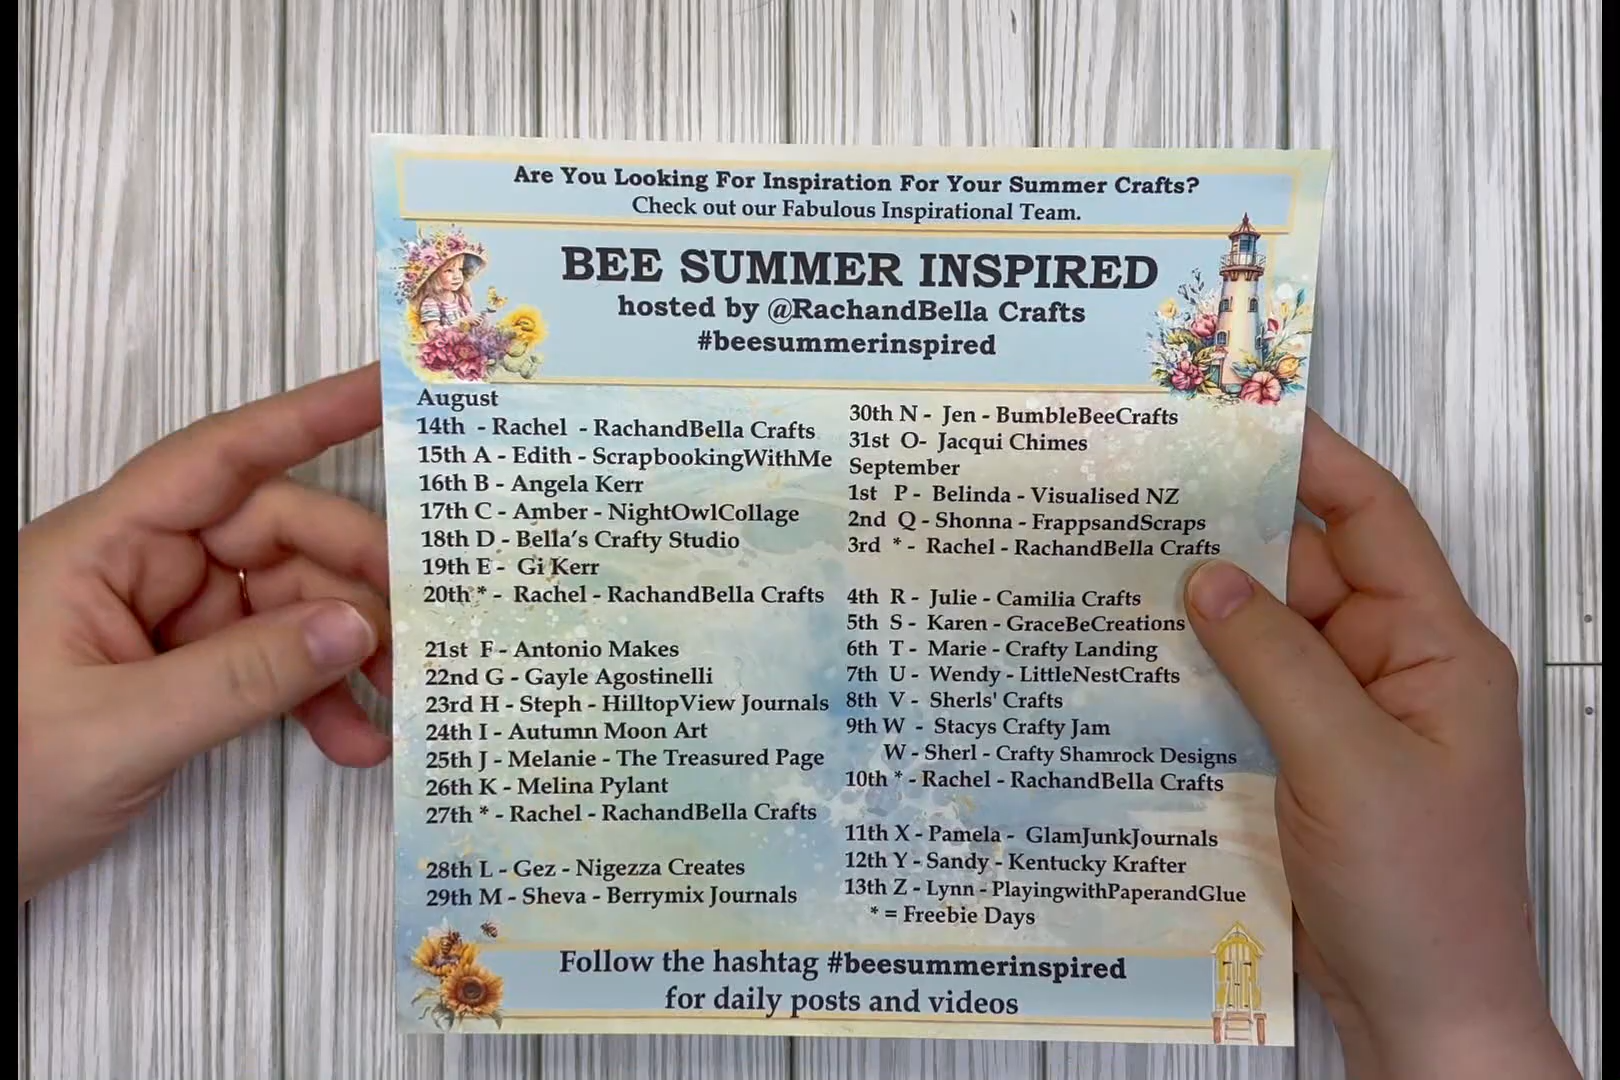 Are You Looking For Inspiration For Your Summer Crafts?
Check out our Fabulous Inspirational Team.
BEE SUMMER INSPIRED
hosted by @RachandBella Crafts
#beesummerinspired
August
14th - Rachel - RachandBella Crafts
15th A - Edith - ScrapbookingWithMe
16th B - Angela Kerr
17th C - Amber - NightOwlCollage
18th D - Bella's Crafty Studio
19th E - Gi Kerr
20th * - Rachel - RachandBella Crafts
21st F - Antonio Makes
22nd G - Gayle Agostinelli
23rd H - Steph - HilltopView Journals
24th I - Autumn Moon Art
25th J - Melanie - The Treasured Page
26th K - Melina Pylant
27th * - Rachel - RachandBella Crafts
28th L - Gez - Nigezza Creates
29th M - Sheva - Berrymix Journals
30th N - Jen - BumbleBeeCrafts
31st O- Jacqui Chimes
September
1st P - Belinda - Visualised NZ
2nd Q - Shonna - FrappsandScraps
3rd * - Rachel - RachandBella Crafts
4th R - Julie - Camilia Crafts
5th S - Karen - GraceBeCreations
6th T - Marie - Crafty Landing
7th U - Wendy - LittleNestCrafts
8th V - Sherls' Crafts
9th W - Stacys Crafty Jam
W - Sherl - Crafty Shamrock Designs
10th * - Rachel - RachandBella Crafts
11th X - Pamela - GlamJunkJournals
12th Y - Sandy - Kentucky Krafter
13th Z - Lynn - PlayingwithPaperandGlue
* = Freebie Days
Follow the hashtag #beesummerinspired
for daily posts and videos